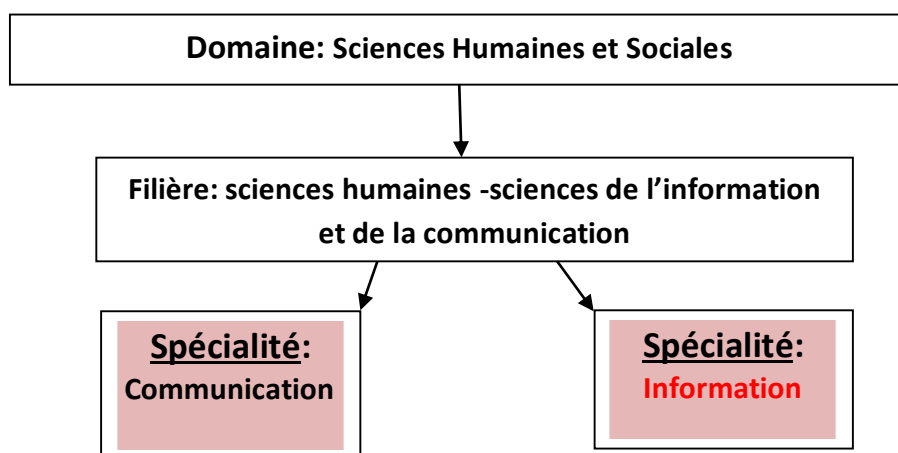 Domaine: Sciences Humaines et Sociales
Filière: sciences humaines -sciences de l’information
et de la communication
Spécialité:
Communication
Spécialité:
Information